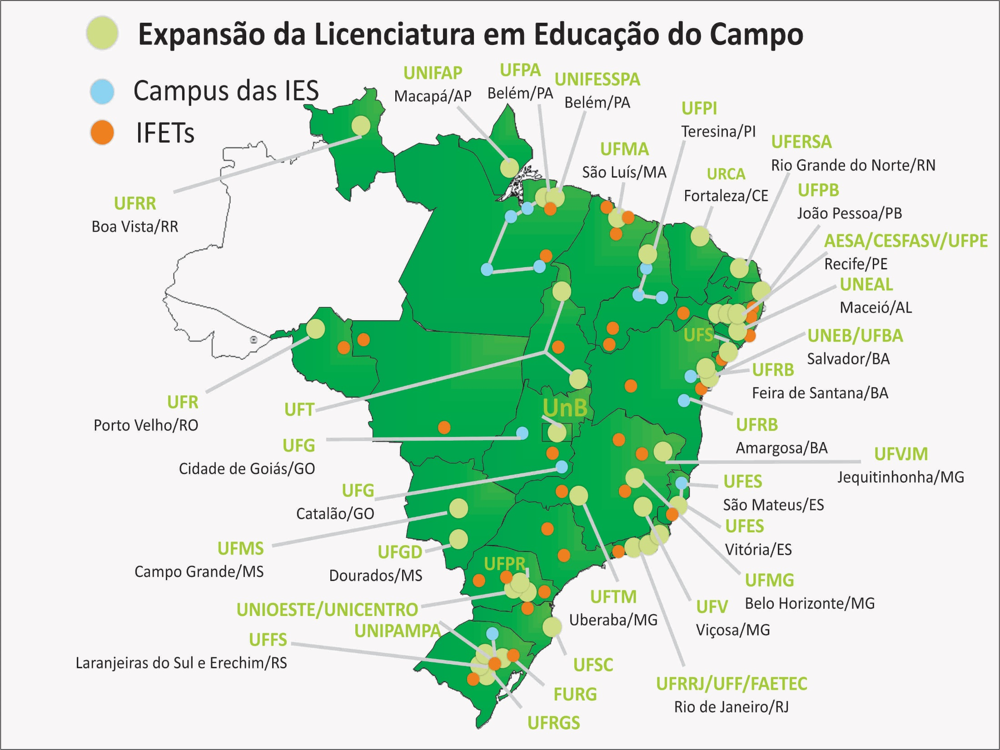 Expansão da Licenciatura em Educação do Campo
Campus das IES
IFETs
UNIFAP
Macapá/AP
UFPA
Belém/PA
UNIFESSPA
Belém/PA
UFPI
Teresina/PI
UFMA
São Luís/MA
UFERSA
Rio Grande do Norte/RN
URCA
Fortaleza/CE
UFPB
João Pessoa/PB
UFRR
Boa Vista/RR
AESA/CESFASV/UFPE
Recife/PE
UNEAL
Maceió/AL
UFS
UNEB/UFBA
Salvador/BA
UFRB
Feira de Santana/BA
UFR
Porto Velho/RO
UFT
UnB
UFRB
Amargosa/BA
UFG
Cidade de Goiás/GO
UFVJM
Jequitinhonha/MG
UFG
Catalão/GO
UFES
São Mateus/ES
UFES
Vitória/ES
UFMS
Campo Grande/MS
UFGD
Dourados/MS
UFPR
UFMG
Belo Horizonte/MG
UFTM
Uberaba/MG
UFV
Viçosa/MG
UNIOESTE/UNICENTRO
UNIPAMPA
UFFS
Laranjeiras do Sul e Erechim/RS
UFSC
FURG
UFRGS
UFRRJ/UFF/FAETEC
Rio de Janeiro/RJ